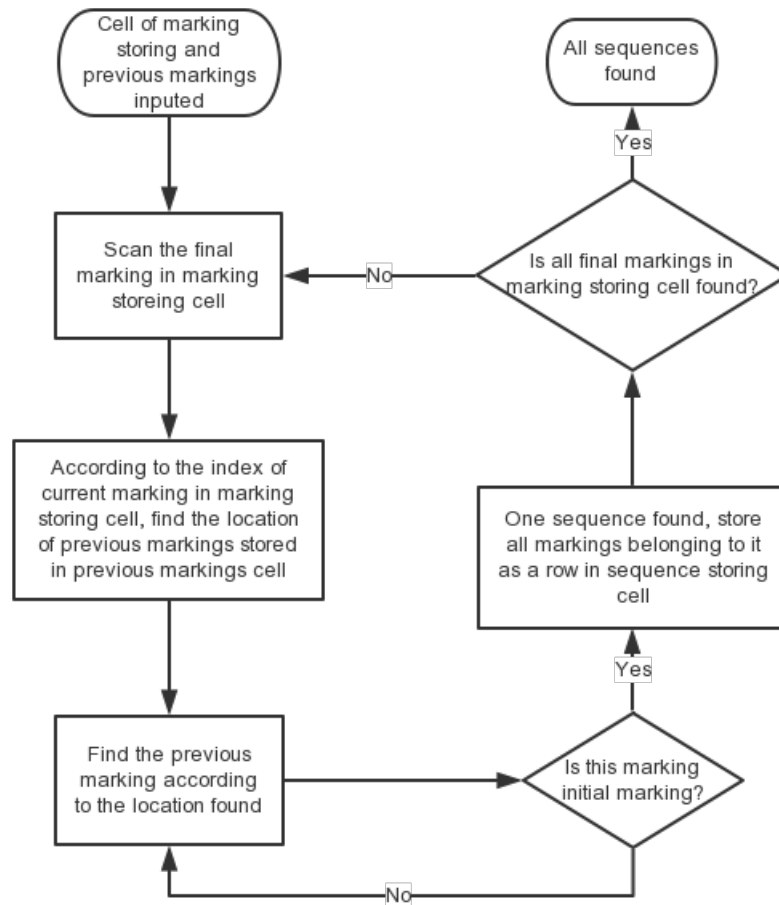 Cell of marking
storing and
previous markings
inputed
Scan the final
marking in marking
storeing cell
According to the index of
current marking in marking
storing cell, find the location
of previous markings stored
in previous markings cell
Find the previous
marking according
to the location found
Is this marking
initial marking?
No
Yes
One sequence found, store
all markings belonging to it
as a row in sequence storing
cell
Is all final markings in
marking storing cell found?
No
Yes
All sequences
found